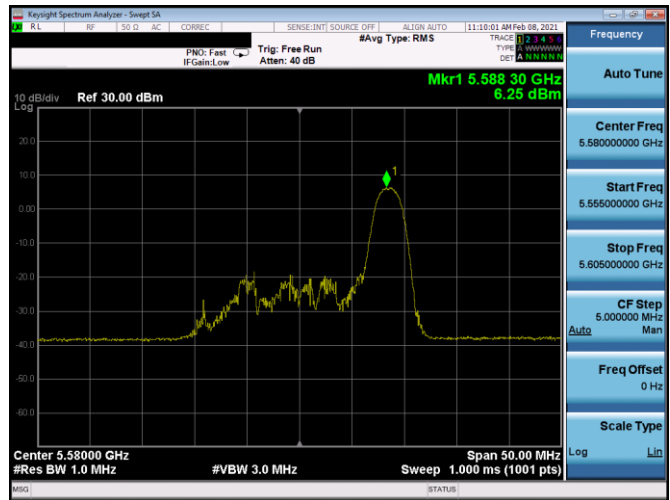 Keysight Spectrum Analyzer - Swept SA
RL RF 50 Ω AC CORREC SENSE:INT SOURCE OFF ALIGN AUTO 11:10:01 AM Feb 08, 2021
#Avg Type: RMS
TRACE 1 2 3 4 5 6
TYPE A WWWWW
DET A N N N N N
PNO: Fast
IFGain:Low
Trig: Free Run
Atten: 40 dB
Mkr1 5.588 30 GHz
6.25 dBm
10 dB/div
Log
Ref 30.00 dBm
20.0
10.0
0.00
-10.0
-20.0
-30.0
-40.0
-50.0
-60.0
1
Center 5.58000 GHz
#Res BW 1.0 MHz
#VBW 3.0 MHz
Span 50.00 MHz
Sweep 1.000 ms (1001 pts)
MSG
STATUS
Frequency
Auto Tune
Center Freq
5.580000000 GHz
Start Freq
5.555000000 GHz
Stop Freq
5.605000000 GHz
CF Step
5.000000 MHz
Auto Man
Freq Offset
0 Hz
Scale Type
Log Lin